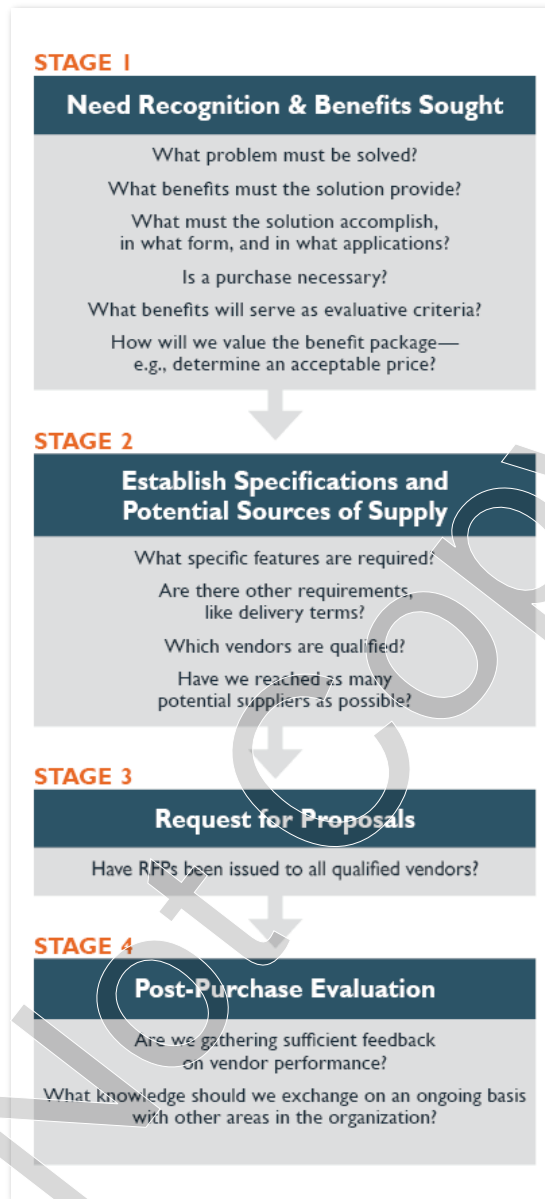 STAGE 1
Need Recognition & Benefits Sought
What problem must be solved?
What benefits must the solution provide?
What must the solution accomplish,
in what form, and in what applications?
Is a purchase necessary?
What benefits will serve as evaluative criteria?
How will we value the benefit package—
e.g., determine an acceptable price?
STAGE 2
Establish Specifications and
Potential Sources of Supply
What specific features are required?
Are there other requirements,
like delivery terms?
Which vendors are qualified?
Have we reached as many
potential suppliers as possible?
STAGE 3
Request for Proposals
Have RFPs been issued to all qualified vendors?
STAGE 4
Post-Purchase Evaluation
Are we gathering sufficient feedback
on vendor performance?
What knowledge should we exchange on an ongoing basis
with other areas in the organization?
Not Cop